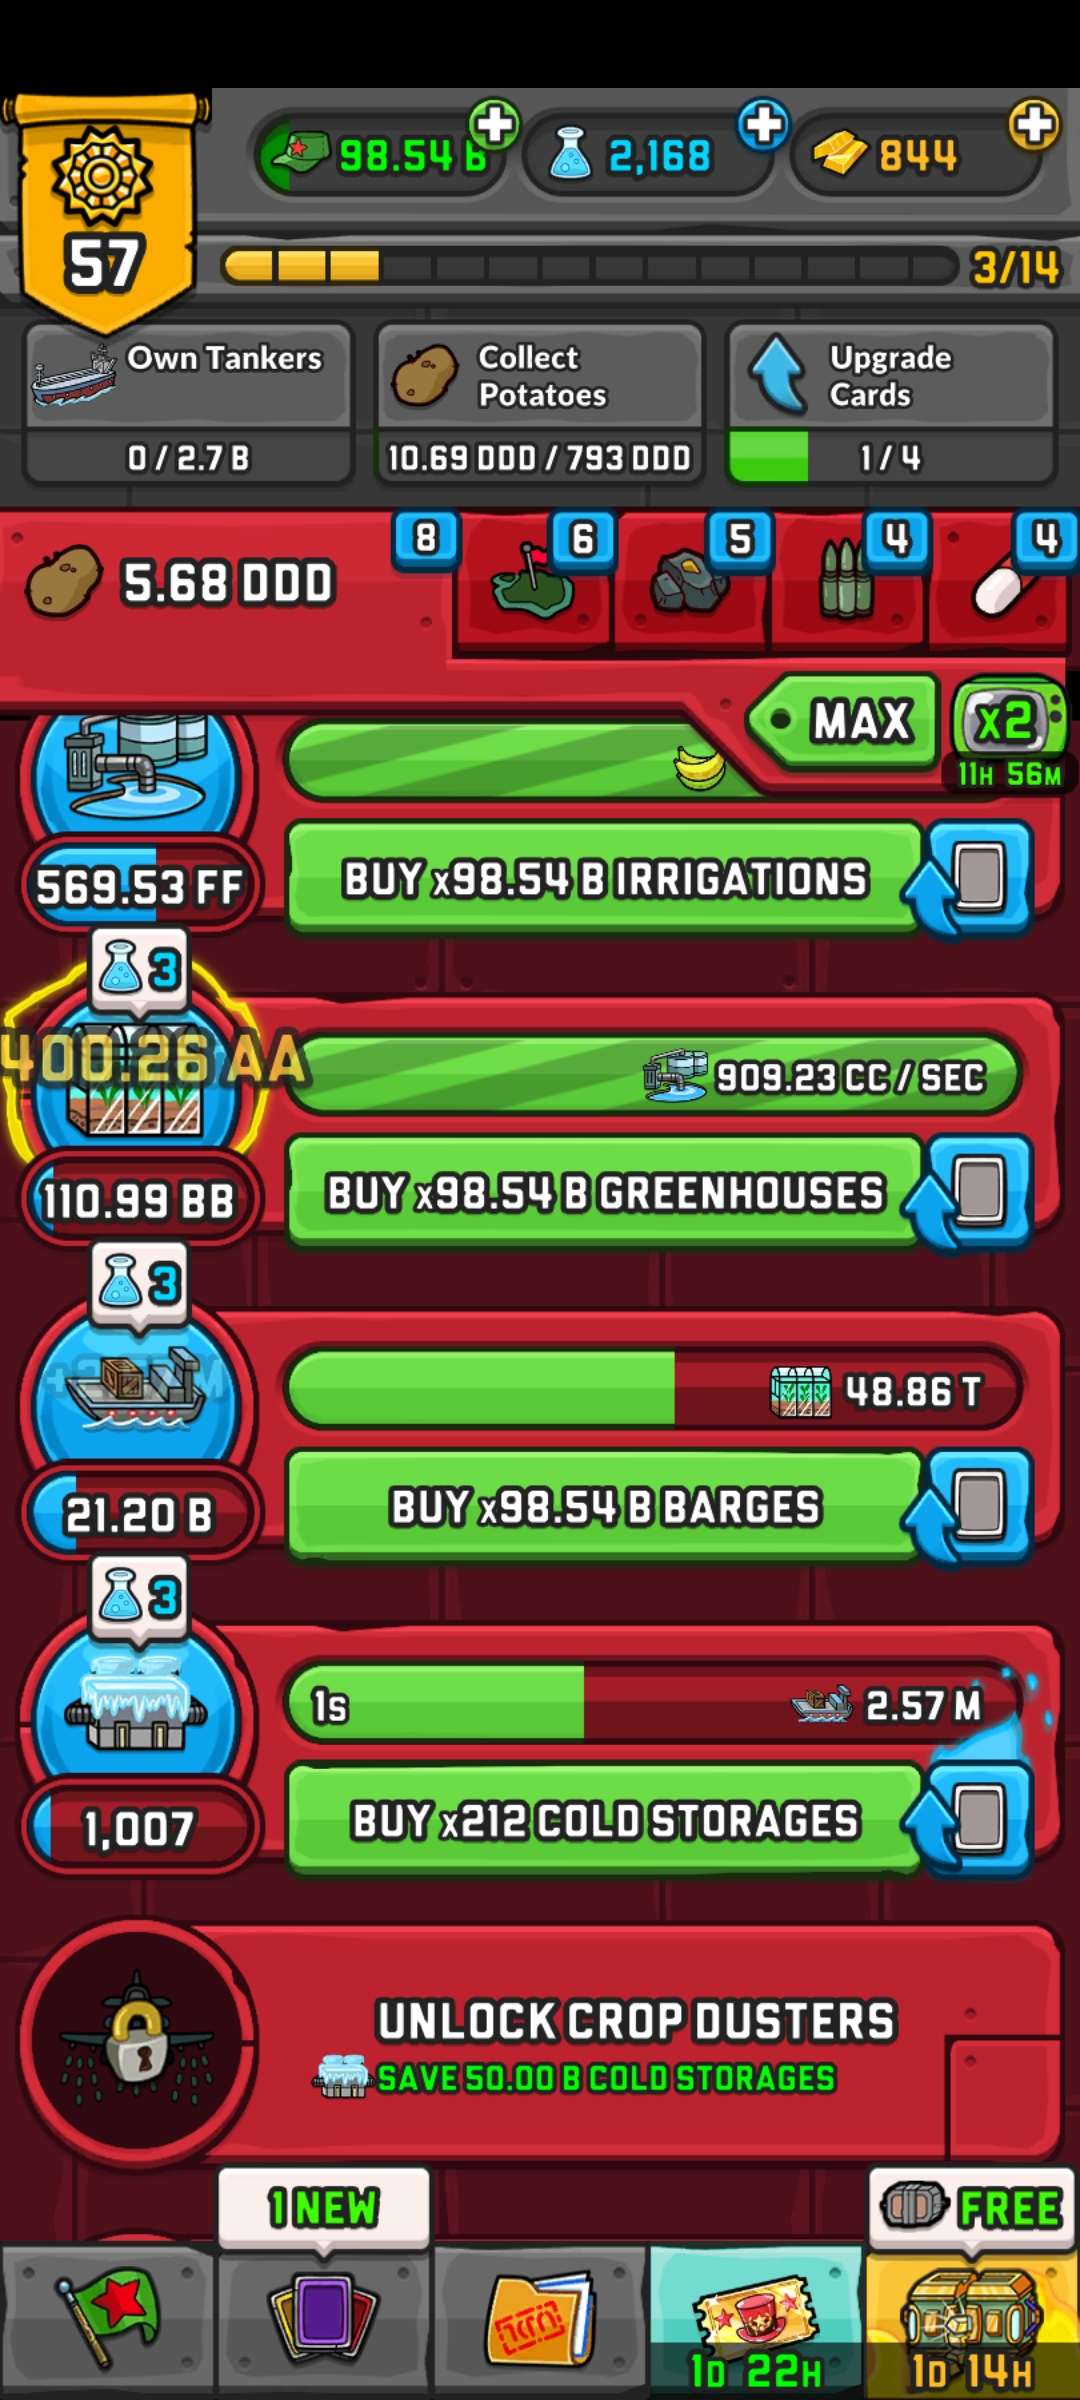 98.54 B
2,168
844
57
3/14
Own Tankers
0 / 2.7 B
Collect
Potatoes
10.69 DDD / 793 DDD
Upgrade
Cards
1 / 4
5.68 DDD
8
6
5
4
4
MAX
x2
11H 56M
569.53 FF
BUY x98.54 B IRRIGATIONS
3
400.26 AA
909.23 CC / SEC
110.99 BB
BUY x98.54 B GREENHOUSES
3
48.86 T
21.20 B
BUY x98.54 B BARGES
3
1s
2.57 M
1,007
BUY x212 COLD STORAGES
UNLOCK CROP DUSTERS
SAVE 50.00 B COLD STORAGES
1 NEW
FREE
1D 22H
1D 14H